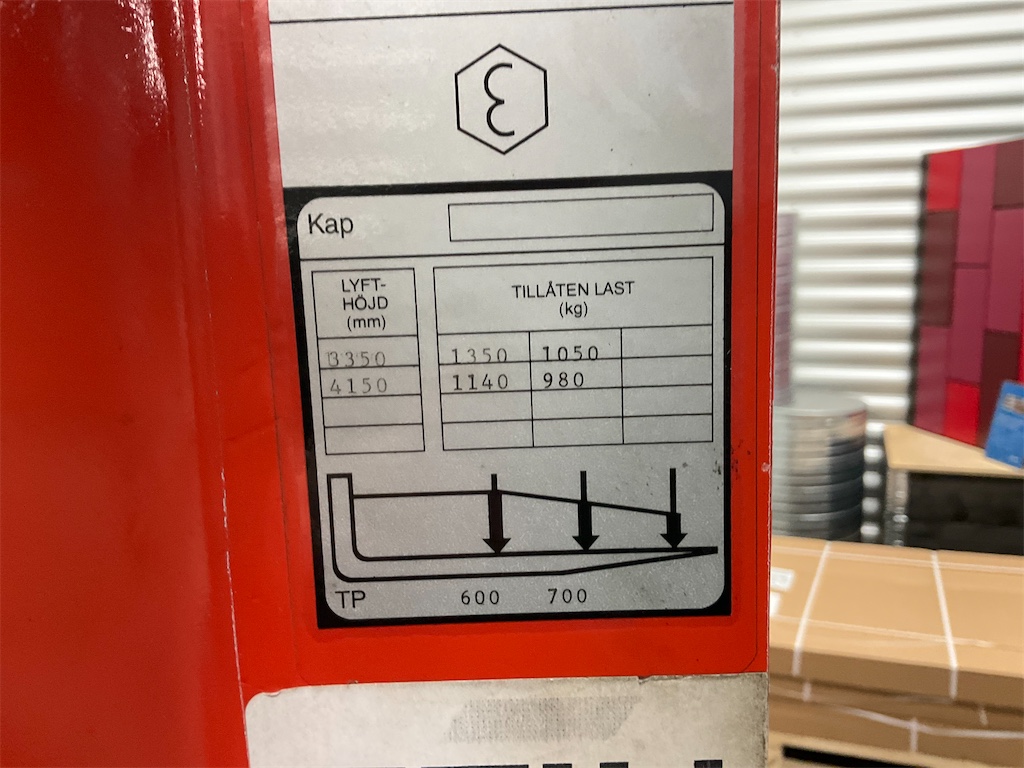 Kap
LYFT-
HÖJD
(mm)
TILLÅTEN LAST
(kg)
3350 1350 1050
4150 1140 980
TP 600 700